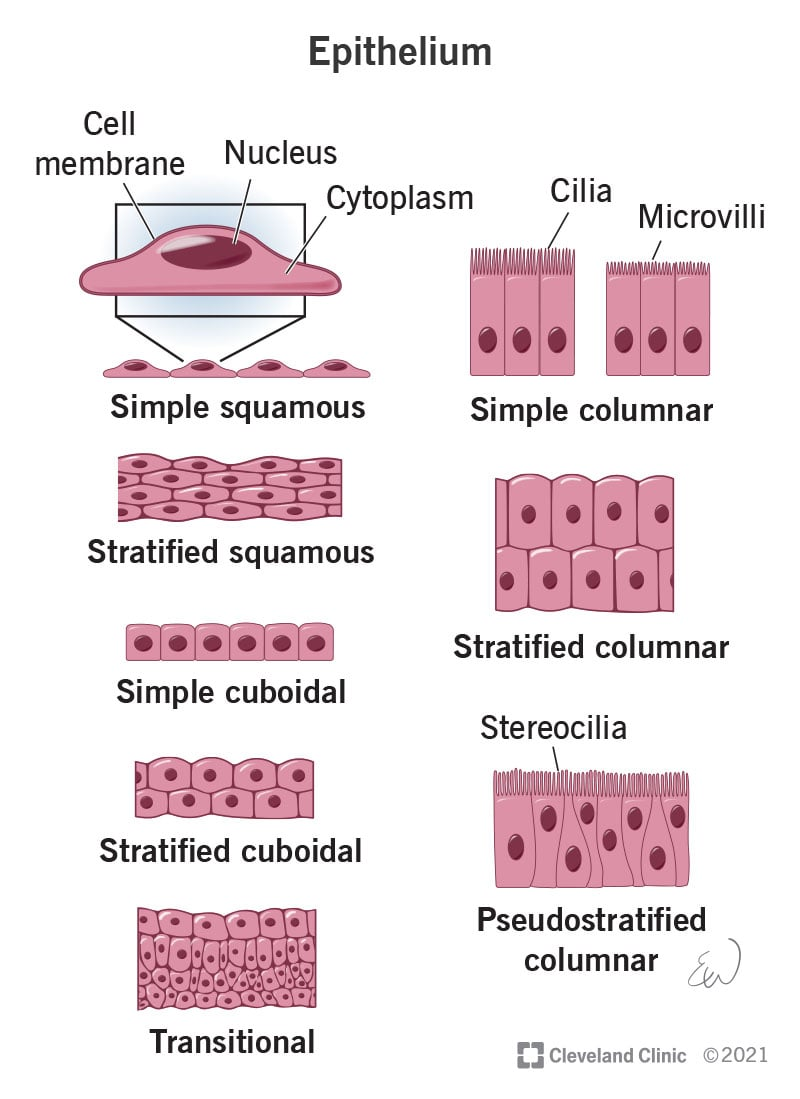 Epithelium
Cell
membrane
Nucleus
Cytoplasm
Simple squamous
Cilia
Microvilli
Simple columnar
Stratified squamous
Stratified columnar
Simple cuboidal
Stereocilia
Stratified cuboidal
Pseudostratified
columnar
Transitional
Cleveland Clinic ©2021